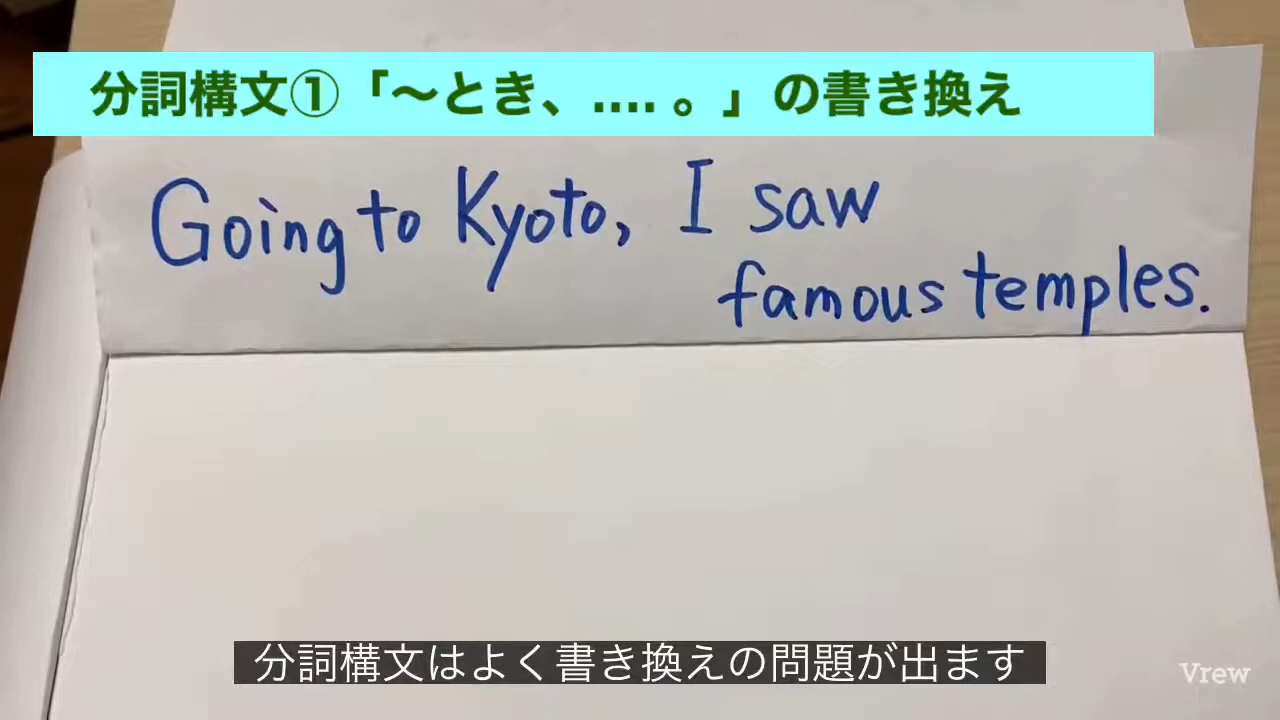 分詞構文①「〜とき、.... 。」の書き換え
Going to Kyoto, I saw
famous temples.
分詞構文はよく書き換えの問題が出ます
Vrew